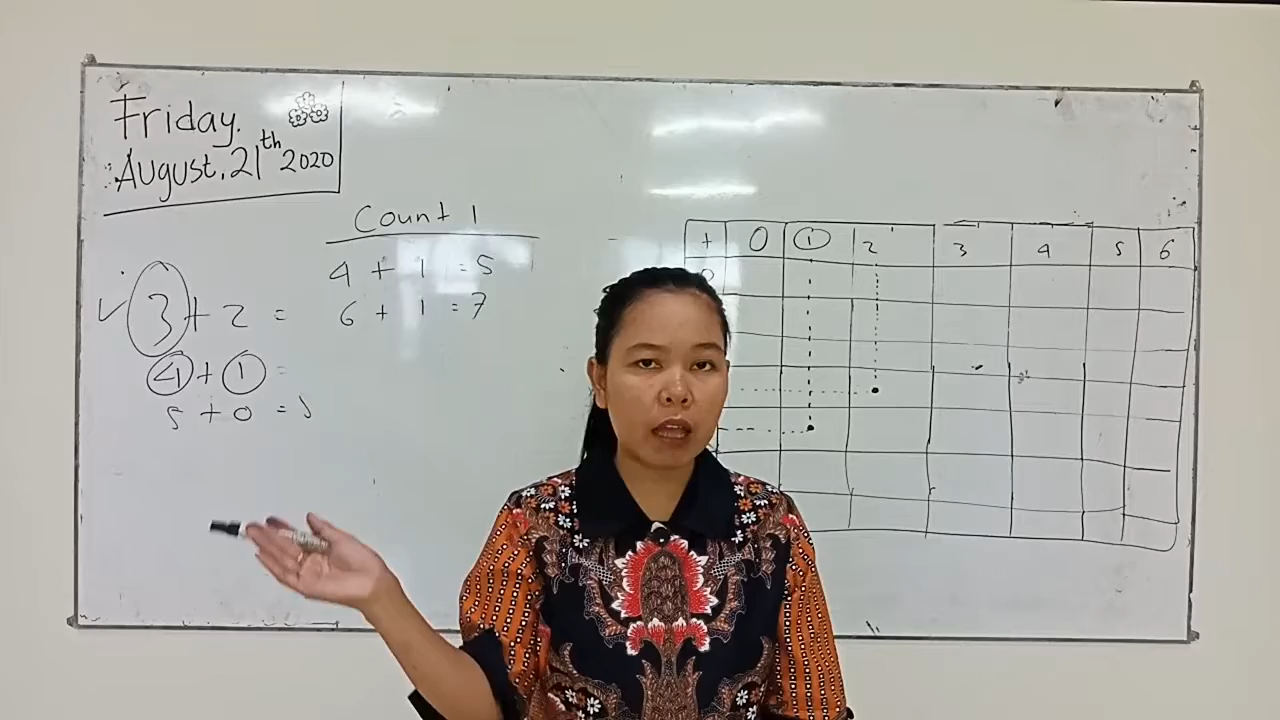 Friday.
August, 21th 2020
Count 1
4 + 1 = 5
6 + 1 = 7
3 + 2 =
4 + 1 =
5 + 0 =
+ 0 1 2 3 4 5 6
0